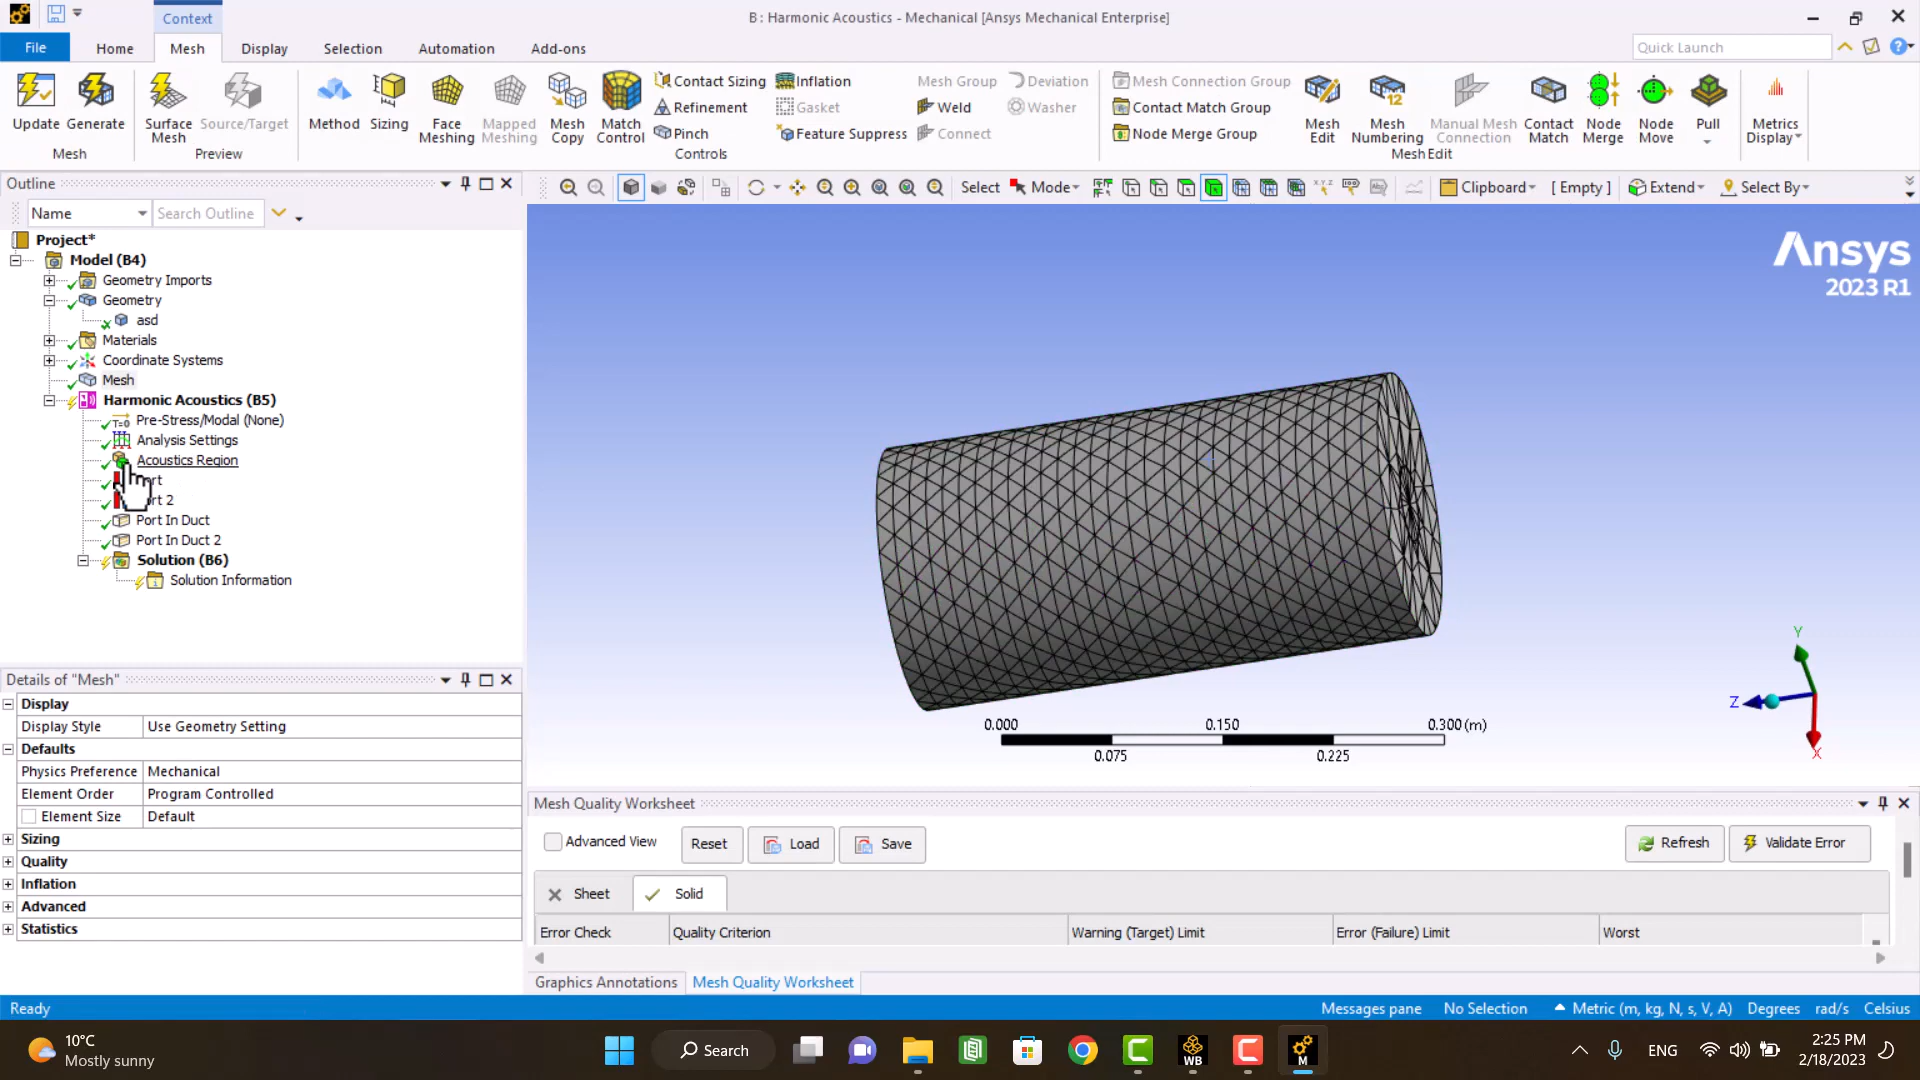 Context
B : Harmonic Acoustics - Mechanical [Ansys Mechanical Enterprise]
File Home Mesh Display Selection Automation Add-ons
Quick Launch
Update Generate
Surface Mesh
Source/Target
Method Sizing
Face Meshing
Mapped Meshing
Mesh Copy
Match Control
Contact Sizing
Refinement
Pinch
Inflation
Gasket
Feature Suppress
Mesh Group
Weld
Connect
Deviation
Washer
Mesh Connection Group
Contact Match Group
Node Merge Group
Mesh Edit
Mesh Numbering
Manual Mesh Connection
Contact Match
Node Merge
Node Move
Pull
Metrics Display
Mesh Preview Controls Mesh Edit
Outline
Select Mode Clipboard [ Empty ] Extend Select By
Name Search Outline
Project*
Model (B4)
Geometry Imports
Geometry
asd
Materials
Coordinate Systems
Mesh
Harmonic Acoustics (B5)
T=0 Pre-Stress/Modal (None)
Analysis Settings
Acoustics Region
rt
rt 2
Port In Duct
Port In Duct 2
Solution (B6)
Solution Information
Ansys
2023 R1
Y
Z
X
0.000 0.150 0.300 (m)
0.075 0.225
Details of "Mesh"
Display
Display Style Use Geometry Setting
Defaults
Physics Preference Mechanical
Element Order Program Controlled
Element Size Default
Sizing
Quality
Inflation
Advanced
Statistics
Mesh Quality Worksheet
Advanced View Reset Load Save Refresh Validate Error
Sheet Solid
Error Check Quality Criterion Warning (Target) Limit Error (Failure) Limit Worst
Graphics Annotations Mesh Quality Worksheet
Ready Messages pane No Selection Metric (m, kg, N, s, V, A) Degrees rad/s Celsius
10°C
Mostly sunny
Search
WB
M
ENG
2:25 PM
2/18/2023